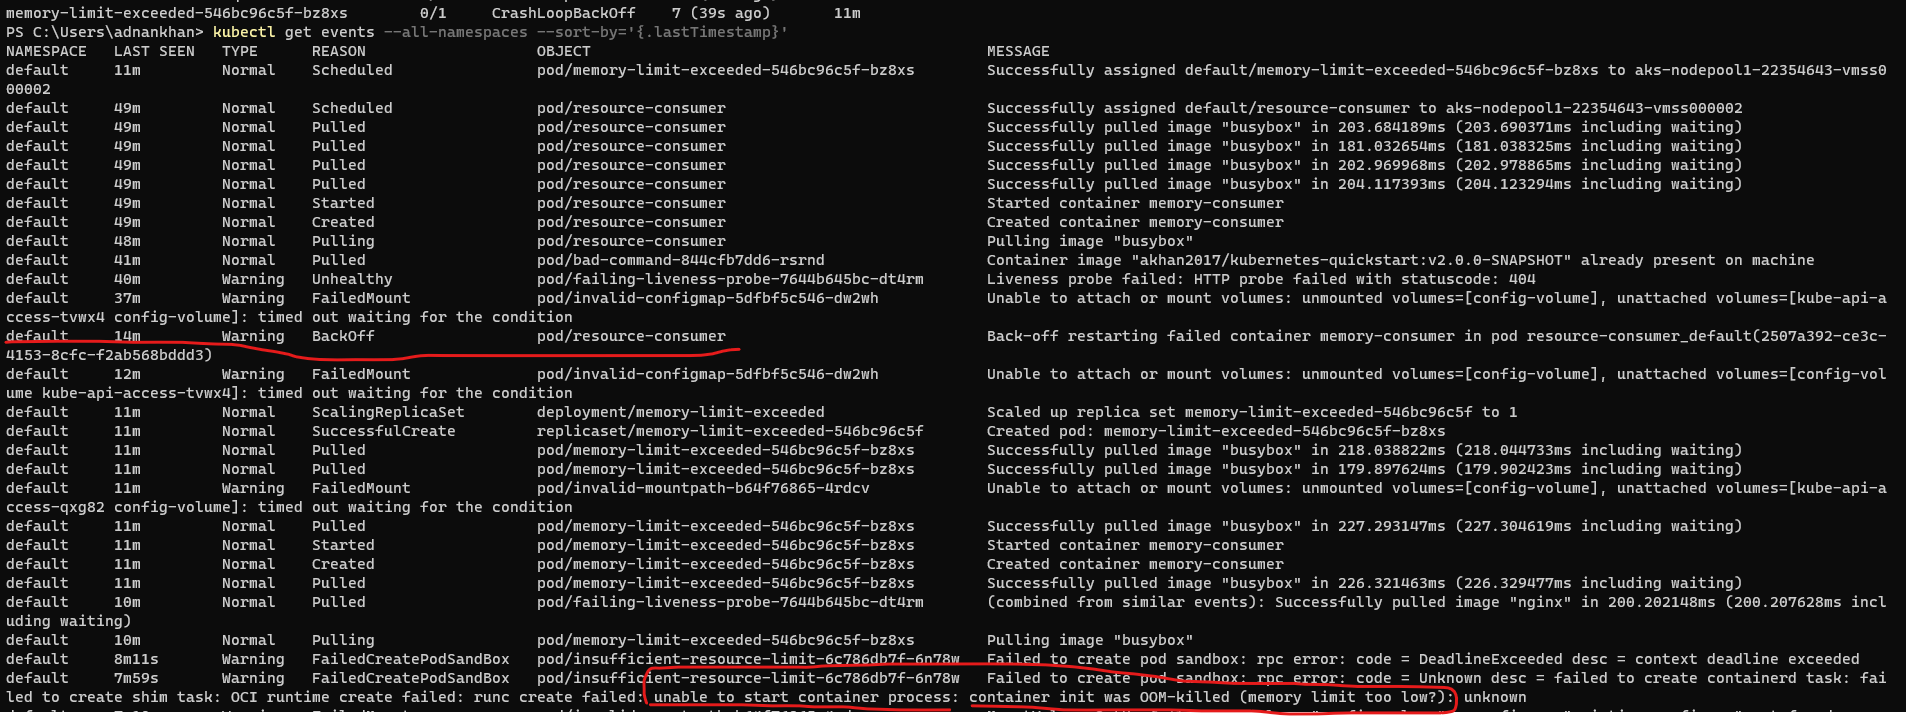 memory-limit-exceeded-546bc96c5f-bz8xs 0/1 CrashLoopBackOff 7 (39s ago) 11m
PS C:\Users\adnankhan> kubectl get events --all-namespaces --sort-by='{.lastTimestamp}'
NAMESPACE LAST SEEN TYPE REASON OBJECT MESSAGE
default 11m Normal Scheduled pod/memory-limit-exceeded-546bc96c5f-bz8xs Successfully assigned default/memory-limit-exceeded-546bc96c5f-bz8xs to aks-nodepool1-22354643-vmss0
00002
default 49m Normal Scheduled pod/resource-consumer Successfully assigned default/resource-consumer to aks-nodepool1-22354643-vmss000002
default 49m Normal Pulled pod/resource-consumer Successfully pulled image "busybox" in 203.684189ms (203.690371ms including waiting)
default 49m Normal Pulled pod/resource-consumer Successfully pulled image "busybox" in 181.032654ms (181.038325ms including waiting)
default 49m Normal Pulled pod/resource-consumer Successfully pulled image "busybox" in 202.969968ms (202.978865ms including waiting)
default 49m Normal Pulled pod/resource-consumer Successfully pulled image "busybox" in 204.117393ms (204.123294ms including waiting)
default 49m Normal Started pod/resource-consumer Started container memory-consumer
default 49m Normal Created pod/resource-consumer Created container memory-consumer
default 48m Normal Pulling pod/resource-consumer Pulling image "busybox"
default 41m Normal Pulled pod/bad-command-844cfb7dd6-rsrnd Container image "akhan2017/kubernetes-quickstart:v2.0.0-SNAPSHOT" already present on machine
default 40m Warning Unhealthy pod/failing-liveness-probe-7644b645bc-dt4rm Liveness probe failed: HTTP probe failed with statuscode: 404
default 37m Warning FailedMount pod/invalid-configmap-5dfbf5c546-dw2wh Unable to attach or mount volumes: unmounted volumes=[config-volume], unattached volumes=[kube-api-a
ccess-tvwx4 config-volume]: timed out waiting for the condition
default 14m Warning BackOff pod/resource-consumer Back-off restarting failed container memory-consumer in pod resource-consumer_default(2507a392-ce3c-
4153-8cfc-f2ab568bddd3)
default 12m Warning FailedMount pod/invalid-configmap-5dfbf5c546-dw2wh Unable to attach or mount volumes: unmounted volumes=[config-volume], unattached volumes=[config-vol
ume kube-api-access-tvwx4]: timed out waiting for the condition
default 11m Normal ScalingReplicaSet deployment/memory-limit-exceeded Scaled up replica set memory-limit-exceeded-546bc96c5f to 1
default 11m Normal SuccessfulCreate replicaset/memory-limit-exceeded-546bc96c5f Created pod: memory-limit-exceeded-546bc96c5f-bz8xs
default 11m Normal Pulled pod/memory-limit-exceeded-546bc96c5f-bz8xs Successfully pulled image "busybox" in 218.038822ms (218.044733ms including waiting)
default 11m Normal Pulled pod/memory-limit-exceeded-546bc96c5f-bz8xs Successfully pulled image "busybox" in 179.897624ms (179.902423ms including waiting)
default 11m Warning FailedMount pod/invalid-mountpath-b64f76865-4rdcv Unable to attach or mount volumes: unmounted volumes=[config-volume], unattached volumes=[kube-api-a
ccess-qxg82 config-volume]: timed out waiting for the condition
default 11m Normal Pulled pod/memory-limit-exceeded-546bc96c5f-bz8xs Successfully pulled image "busybox" in 227.293147ms (227.304619ms including waiting)
default 11m Normal Started pod/memory-limit-exceeded-546bc96c5f-bz8xs Started container memory-consumer
default 11m Normal Created pod/memory-limit-exceeded-546bc96c5f-bz8xs Created container memory-consumer
default 11m Normal Pulled pod/memory-limit-exceeded-546bc96c5f-bz8xs Successfully pulled image "busybox" in 226.321463ms (226.329477ms including waiting)
default 10m Normal Pulled pod/failing-liveness-probe-7644b645bc-dt4rm (combined from similar events): Successfully pulled image "nginx" in 200.202148ms (200.207628ms incl
uding waiting)
default 10m Normal Pulling pod/memory-limit-exceeded-546bc96c5f-bz8xs Pulling image "busybox"
default 8m11s Warning FailedCreatePodSandBox pod/insufficient-resource-limit-6c786db7f-6n78w Failed to create pod sandbox: rpc error: code = DeadlineExceeded desc = context deadline exceeded
default 7m59s Warning FailedCreatePodSandBox pod/insufficient-resource-limit-6c786db7f-6n78w Failed to create pod sandbox: rpc error: code = Unknown desc = failed to create containerd task: fai
led to create shim task: OCI runtime create failed: runc create failed: unable to start container process: container init was OOM-killed (memory limit too low?): unknown